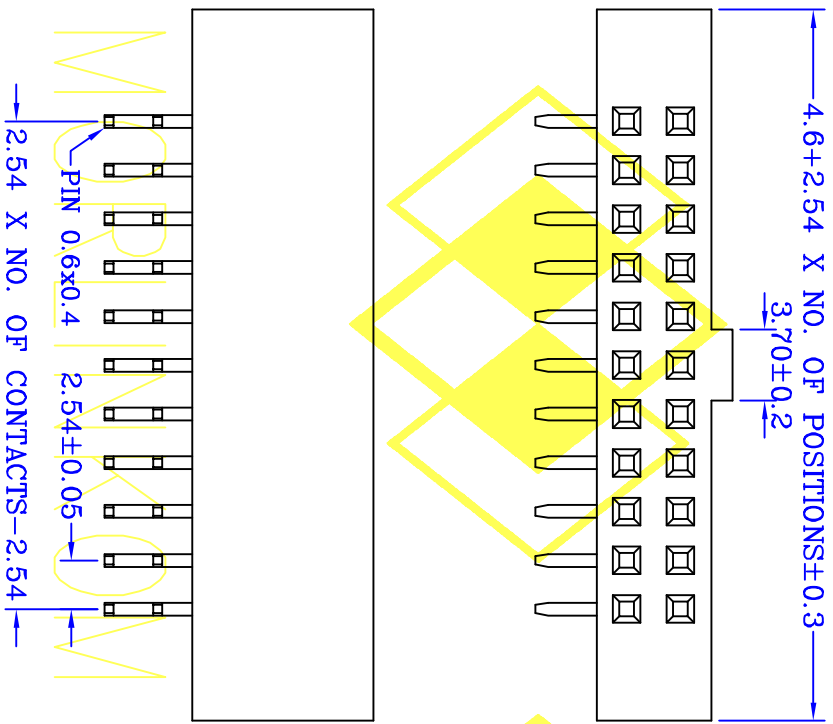 4.6+2.54 X NO. OF POSITIONS±0.3
3.70±0.2
PIN 0.6x0.4
2.54±0.05
2.54 X NO. OF CONTACTS-2.54